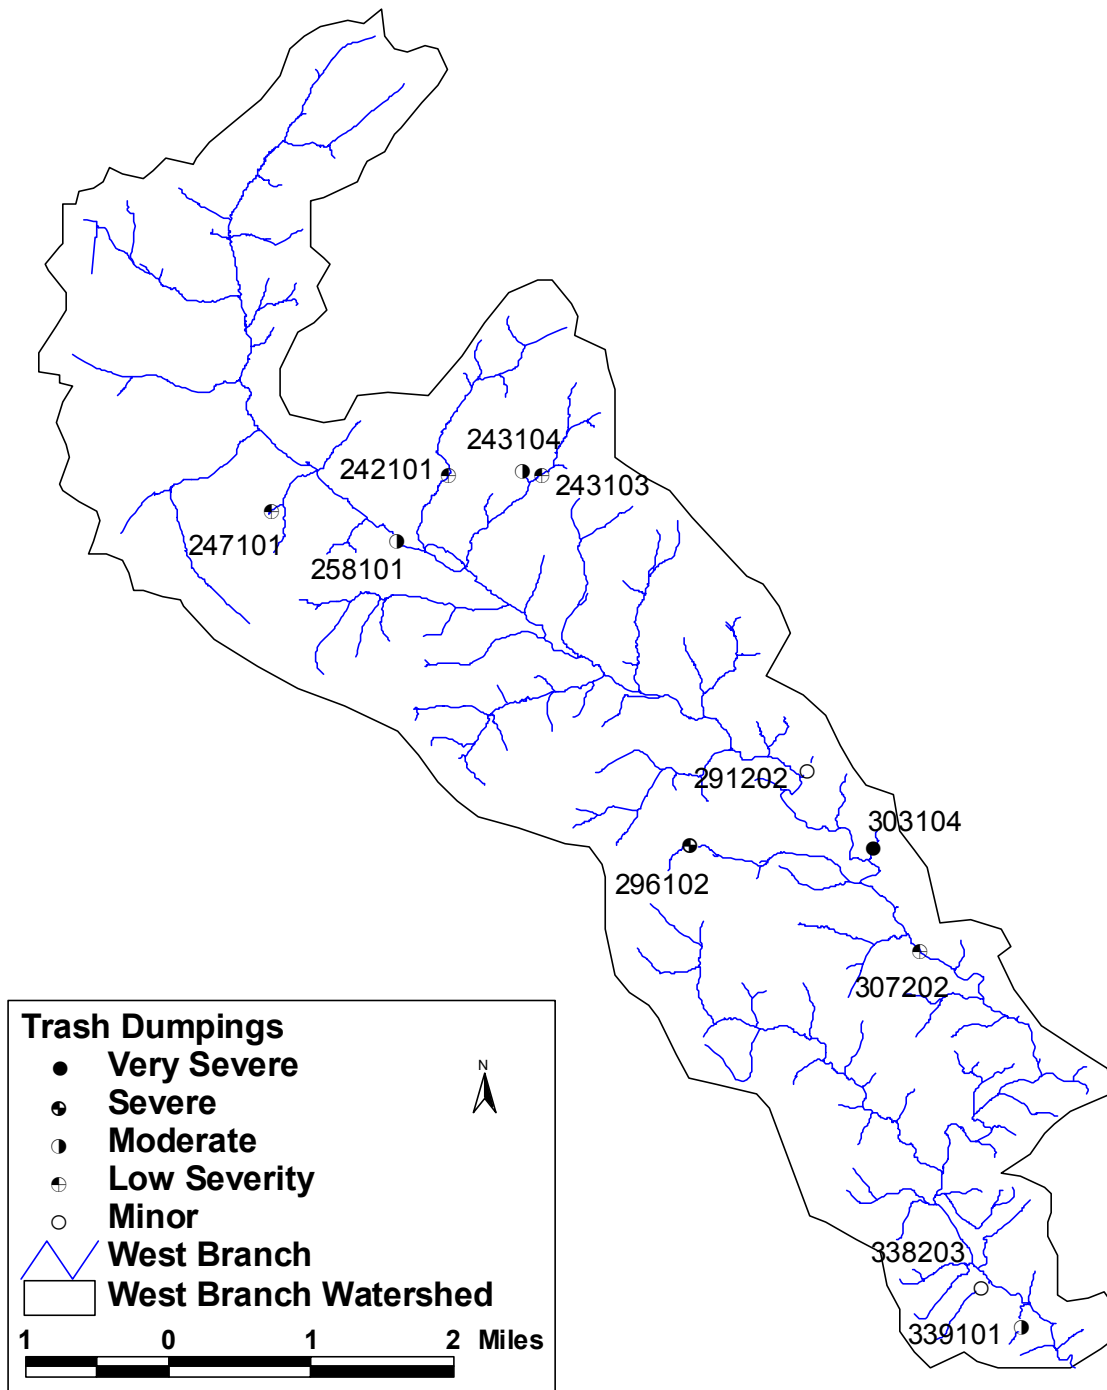 243104
242101
243103
247101
258101
291202
303104
296102
307202
Trash Dumpings
N
Very Severe
Severe
Moderate
Low Severity
Minor
West Branch
West Branch Watershed
1 0 1 2 Miles
338203
339101